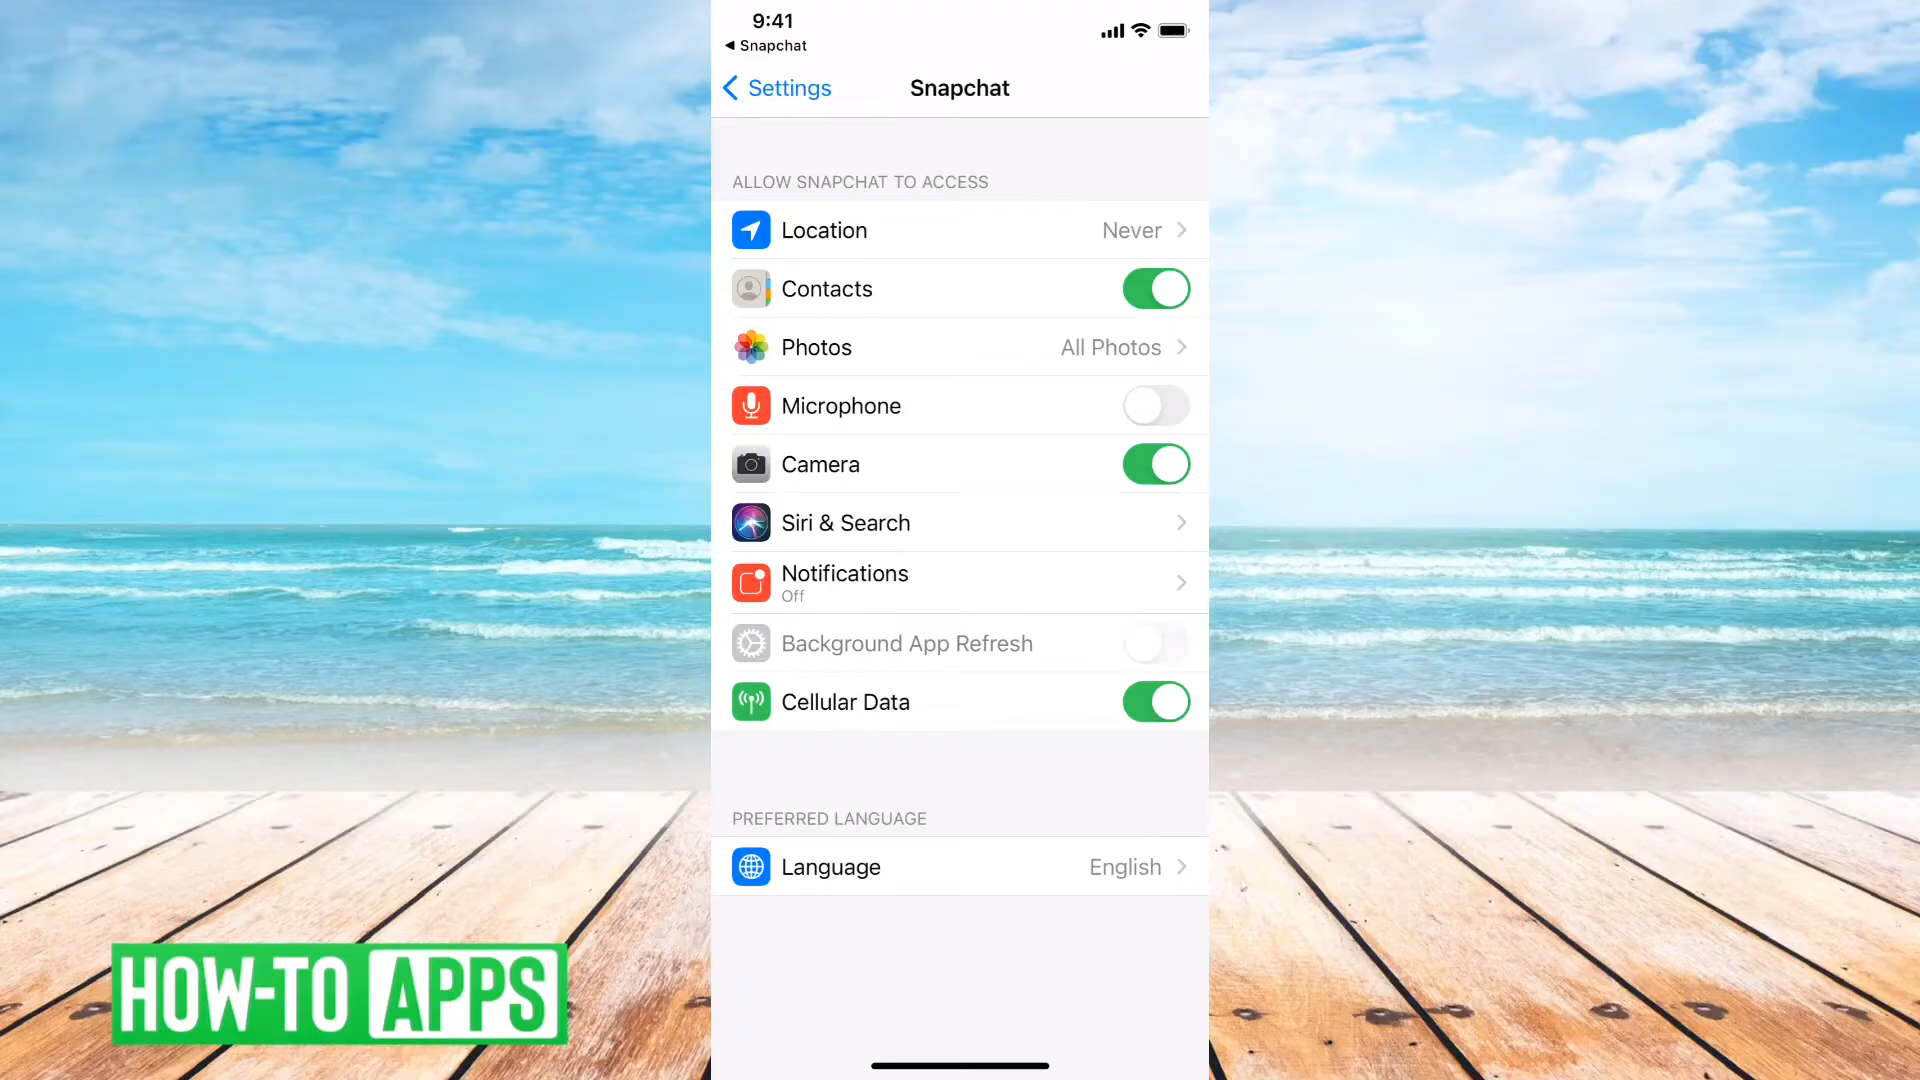 9:41
Snapchat
Settings
Snapchat
ALLOW SNAPCHAT TO ACCESS
Location Never
Contacts
Photos All Photos
Microphone
Camera
Siri & Search
Notifications
Off
Background App Refresh
Cellular Data
PREFERRED LANGUAGE
Language English
HOW-TO APPS